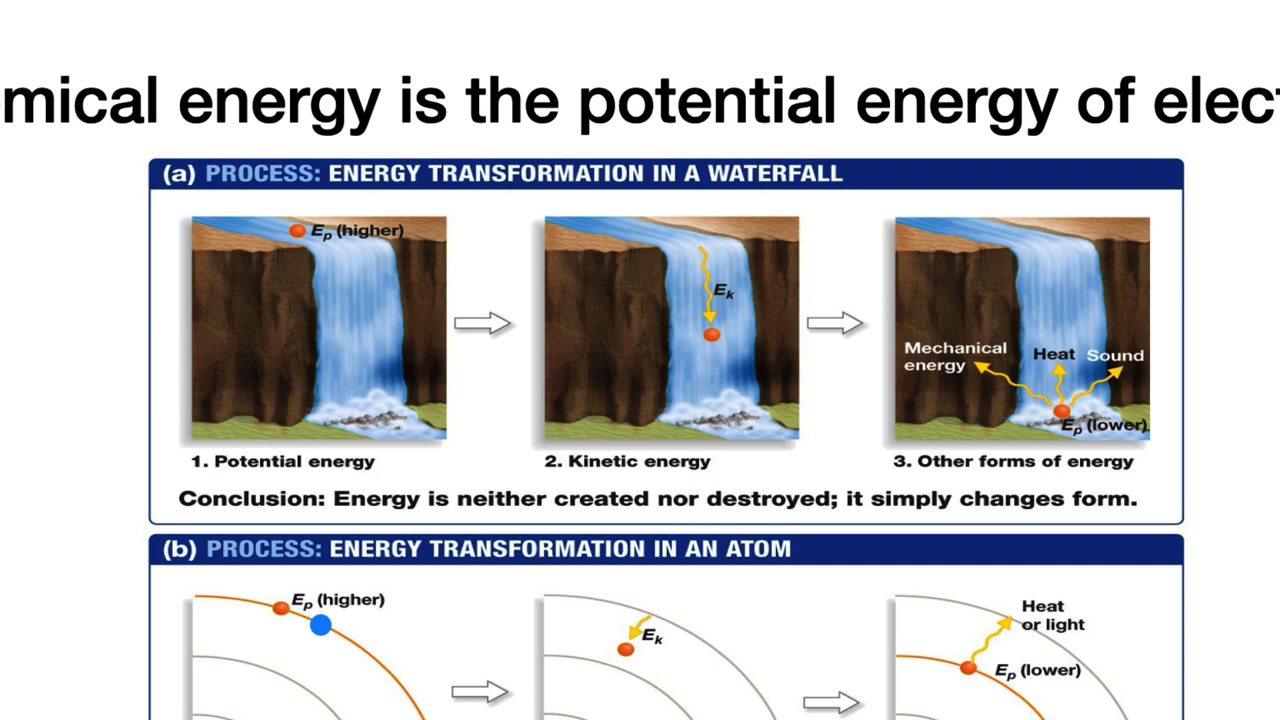 mical energy is the potential energy of elec
(a) PROCESS: ENERGY TRANSFORMATION IN A WATERFALL
Ep (higher)
Ek
Mechanical energy
Heat
Sound
Ep (lower)
1. Potential energy
2. Kinetic energy
3. Other forms of energy
Conclusion: Energy is neither created nor destroyed; it simply changes form.
(b) PROCESS: ENERGY TRANSFORMATION IN AN ATOM
Ep (higher)
Ek
Heat
or light
Ep (lower)